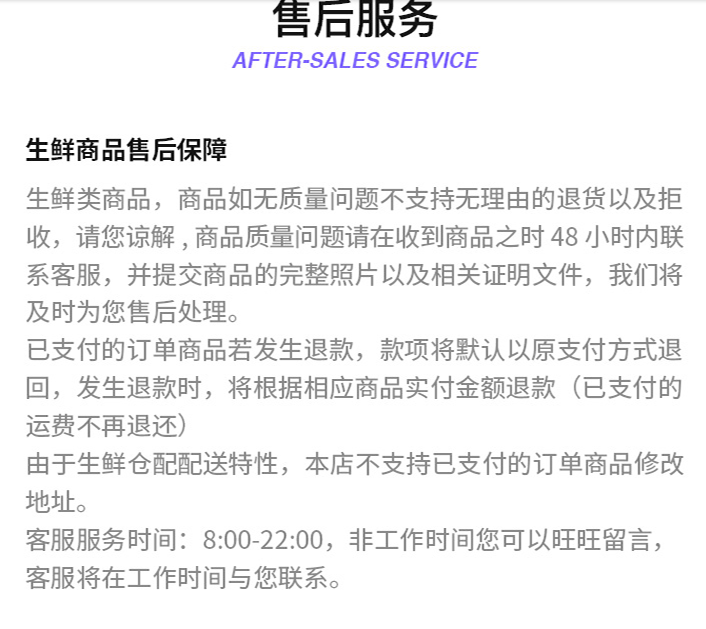 售后服务
AFTER-SALES SERVICE
生鲜商品售后保障
生鲜类商品，商品如无质量问题不支持无理由的退货以及拒
收，请您谅解 , 商品质量问题请在收到商品之时 48 小时内联
系客服，并提交商品的完整照片以及相关证明文件，我们将
及时为您售后处理。
已支付的订单商品若发生退款，款项将默认以原支付方式退
回，发生退款时，将根据相应商品实付金额退款（已支付的
运费不再退还）
由于生鲜仓配配送特性，本店不支持已支付的订单商品修改
地址。
客服服务时间：8:00-22:00，非工作时间您可以旺旺留言，
客服将在工作时间与您联系。